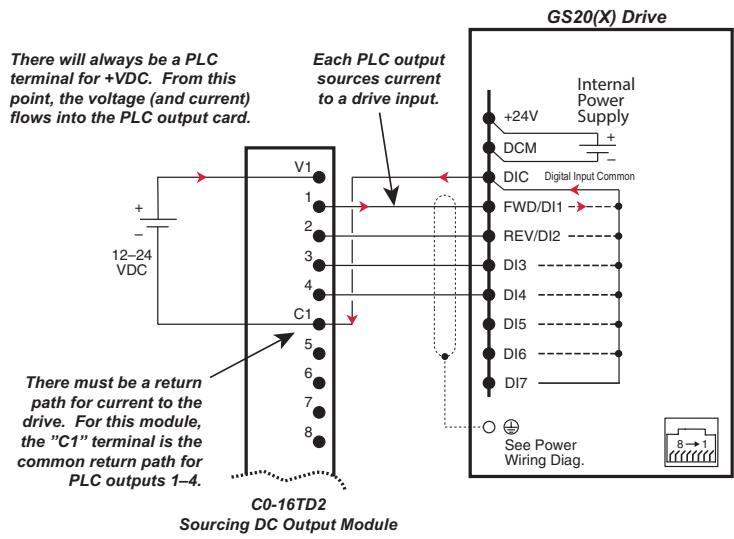 GS20(X) Drive
There will always be a PLC
terminal for +VDC.  From this
point, the voltage (and current)
flows into the PLC output card.
Each PLC output
sources current
to a drive input.
Internal
Power
Supply
+24V
+
DCM
–
V1
DIC
Digital Input Common
1
FWD/DI1
+
–
12–24
VDC
2
REV/DI2
3
DI3
4
DI4
C1
DI5
5
DI6
6
DI7
7
8
There must be a return
path for current to the
drive.  For this module,
the ”C1” terminal is the
common return path for
PLC outputs 1–4.
See Power
Wiring Diag.
8→1
C0-16TD2
Sourcing DC Output Module